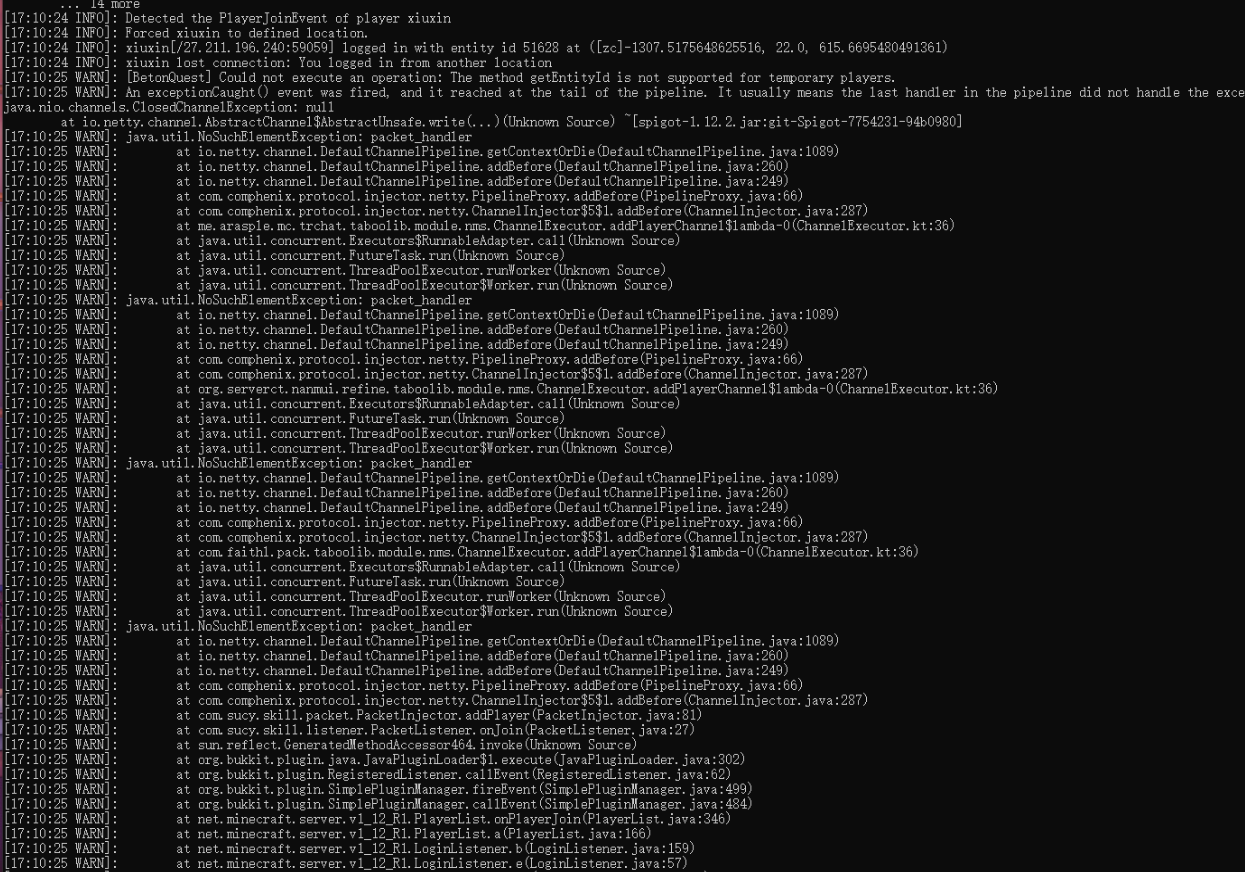 ... 14 more
[17:10:24 INFO]: Detected the PlayerJoinEvent of player xiuxin
[17:10:24 INFO]: Forced xiuxin to defined location.
[17:10:24 INFO]: xiuxin[/27.211.196.240:59059] logged in with entity id 51628 at ([zc]-1307.5175648625516, 22.0, 615.6695480491361)
[17:10:24 INFO]: xiuxin lost connection: You logged in from another location
[17:10:25 WARN]: [BetonQuest] Could not execute an operation: The method getEntityId is not supported for temporary players.
[17:10:25 WARN]: An exceptionCaught() event was fired, and it reached at the tail of the pipeline. It usually means the last handler in the pipeline did not handle the exce
java.nio.channels.ClosedChannelException: null
at io.netty.channel.AbstractChannel$AbstractUnsafe.write(...)(Unknown Source) ~[spigot-1.12.2.jar:git-Spigot-7754231-94b0980]
[17:10:25 WARN]: java.util.NoSuchElementException: packet_handler
[17:10:25 WARN]: at io.netty.channel.DefaultChannelPipeline.getContextOrDie(DefaultChannelPipeline.java:1089)
[17:10:25 WARN]: at io.netty.channel.DefaultChannelPipeline.addBefore(DefaultChannelPipeline.java:260)
[17:10:25 WARN]: at io.netty.channel.DefaultChannelPipeline.addBefore(DefaultChannelPipeline.java:249)
[17:10:25 WARN]: at com.comphenix.protocol.injector.netty.PipelineProxy.addBefore(PipelineProxy.java:66)
[17:10:25 WARN]: at com.comphenix.protocol.injector.netty.ChannelInjector$5$1.addBefore(ChannelInjector.java:287)
[17:10:25 WARN]: at me.arasple.mc.trchat.taboolib.module.nms.ChannelExecutor.addPlayerChannel$lambda-0(ChannelExecutor.kt:36)
[17:10:25 WARN]: at java.util.concurrent.Executors$RunnableAdapter.call(Unknown Source)
[17:10:25 WARN]: at java.util.concurrent.FutureTask.run(Unknown Source)
[17:10:25 WARN]: at java.util.concurrent.ThreadPoolExecutor.runWorker(Unknown Source)
[17:10:25 WARN]: at java.util.concurrent.ThreadPoolExecutor$Worker.run(Unknown Source)
[17:10:25 WARN]: java.util.NoSuchElementException: packet_handler
[17:10:25 WARN]: at io.netty.channel.DefaultChannelPipeline.getContextOrDie(DefaultChannelPipeline.java:1089)
[17:10:25 WARN]: at io.netty.channel.DefaultChannelPipeline.addBefore(DefaultChannelPipeline.java:260)
[17:10:25 WARN]: at io.netty.channel.DefaultChannelPipeline.addBefore(DefaultChannelPipeline.java:249)
[17:10:25 WARN]: at com.comphenix.protocol.injector.netty.PipelineProxy.addBefore(PipelineProxy.java:66)
[17:10:25 WARN]: at com.comphenix.protocol.injector.netty.ChannelInjector$5$1.addBefore(ChannelInjector.java:287)
[17:10:25 WARN]: at org.serverct.nanmui.refine.taboolib.module.nms.ChannelExecutor.addPlayerChannel$lambda-0(ChannelExecutor.kt:36)
[17:10:25 WARN]: at java.util.concurrent.Executors$RunnableAdapter.call(Unknown Source)
[17:10:25 WARN]: at java.util.concurrent.FutureTask.run(Unknown Source)
[17:10:25 WARN]: at java.util.concurrent.ThreadPoolExecutor.runWorker(Unknown Source)
[17:10:25 WARN]: at java.util.concurrent.ThreadPoolExecutor$Worker.run(Unknown Source)
[17:10:25 WARN]: java.util.NoSuchElementException: packet_handler
[17:10:25 WARN]: at io.netty.channel.DefaultChannelPipeline.getContextOrDie(DefaultChannelPipeline.java:1089)
[17:10:25 WARN]: at io.netty.channel.DefaultChannelPipeline.addBefore(DefaultChannelPipeline.java:260)
[17:10:25 WARN]: at io.netty.channel.DefaultChannelPipeline.addBefore(DefaultChannelPipeline.java:249)
[17:10:25 WARN]: at com.comphenix.protocol.injector.netty.PipelineProxy.addBefore(PipelineProxy.java:66)
[17:10:25 WARN]: at com.comphenix.protocol.injector.netty.ChannelInjector$5$1.addBefore(ChannelInjector.java:287)
[17:10:25 WARN]: at com.faithl.pack.taboolib.module.nms.ChannelExecutor.addPlayerChannel$lambda-0(ChannelExecutor.kt:36)
[17:10:25 WARN]: at java.util.concurrent.Executors$RunnableAdapter.call(Unknown Source)
[17:10:25 WARN]: at java.util.concurrent.FutureTask.run(Unknown Source)
[17:10:25 WARN]: at java.util.concurrent.ThreadPoolExecutor.runWorker(Unknown Source)
[17:10:25 WARN]: at java.util.concurrent.ThreadPoolExecutor$Worker.run(Unknown Source)
[17:10:25 WARN]: java.util.NoSuchElementException: packet_handler
[17:10:25 WARN]: at io.netty.channel.DefaultChannelPipeline.getContextOrDie(DefaultChannelPipeline.java:1089)
[17:10:25 WARN]: at io.netty.channel.DefaultChannelPipeline.addBefore(DefaultChannelPipeline.java:260)
[17:10:25 WARN]: at io.netty.channel.DefaultChannelPipeline.addBefore(DefaultChannelPipeline.java:249)
[17:10:25 WARN]: at com.comphenix.protocol.injector.netty.PipelineProxy.addBefore(PipelineProxy.java:66)
[17:10:25 WARN]: at com.comphenix.protocol.injector.netty.ChannelInjector$5$1.addBefore(ChannelInjector.java:287)
[17:10:25 WARN]: at com.sucy.skill.packet.PacketInjector.addPlayer(PacketInjector.java:81)
[17:10:25 WARN]: at com.sucy.skill.listener.PacketListener.onJoin(PacketListener.java:27)
[17:10:25 WARN]: at sun.reflect.GeneratedMethodAccessor464.invoke(Unknown Source)
[17:10:25 WARN]: at org.bukkit.plugin.java.JavaPluginLoader$1.execute(JavaPluginLoader.java:302)
[17:10:25 WARN]: at org.bukkit.plugin.RegisteredListener.callEvent(RegisteredListener.java:62)
[17:10:25 WARN]: at org.bukkit.plugin.SimplePluginManager.fireEvent(SimplePluginManager.java:499)
[17:10:25 WARN]: at org.bukkit.plugin.SimplePluginManager.callEvent(SimplePluginManager.java:484)
[17:10:25 WARN]: at net.minecraft.server.v1_12_R1.PlayerList.onPlayerJoin(PlayerList.java:346)
[17:10:25 WARN]: at net.minecraft.server.v1_12_R1.PlayerList.a(PlayerList.java:166)
[17:10:25 WARN]: at net.minecraft.server.v1_12_R1.LoginListener.b(LoginListener.java:159)
[17:10:25 WARN]: at net.minecraft.server.v1_12_R1.LoginListener.e(LoginListener.java:57)